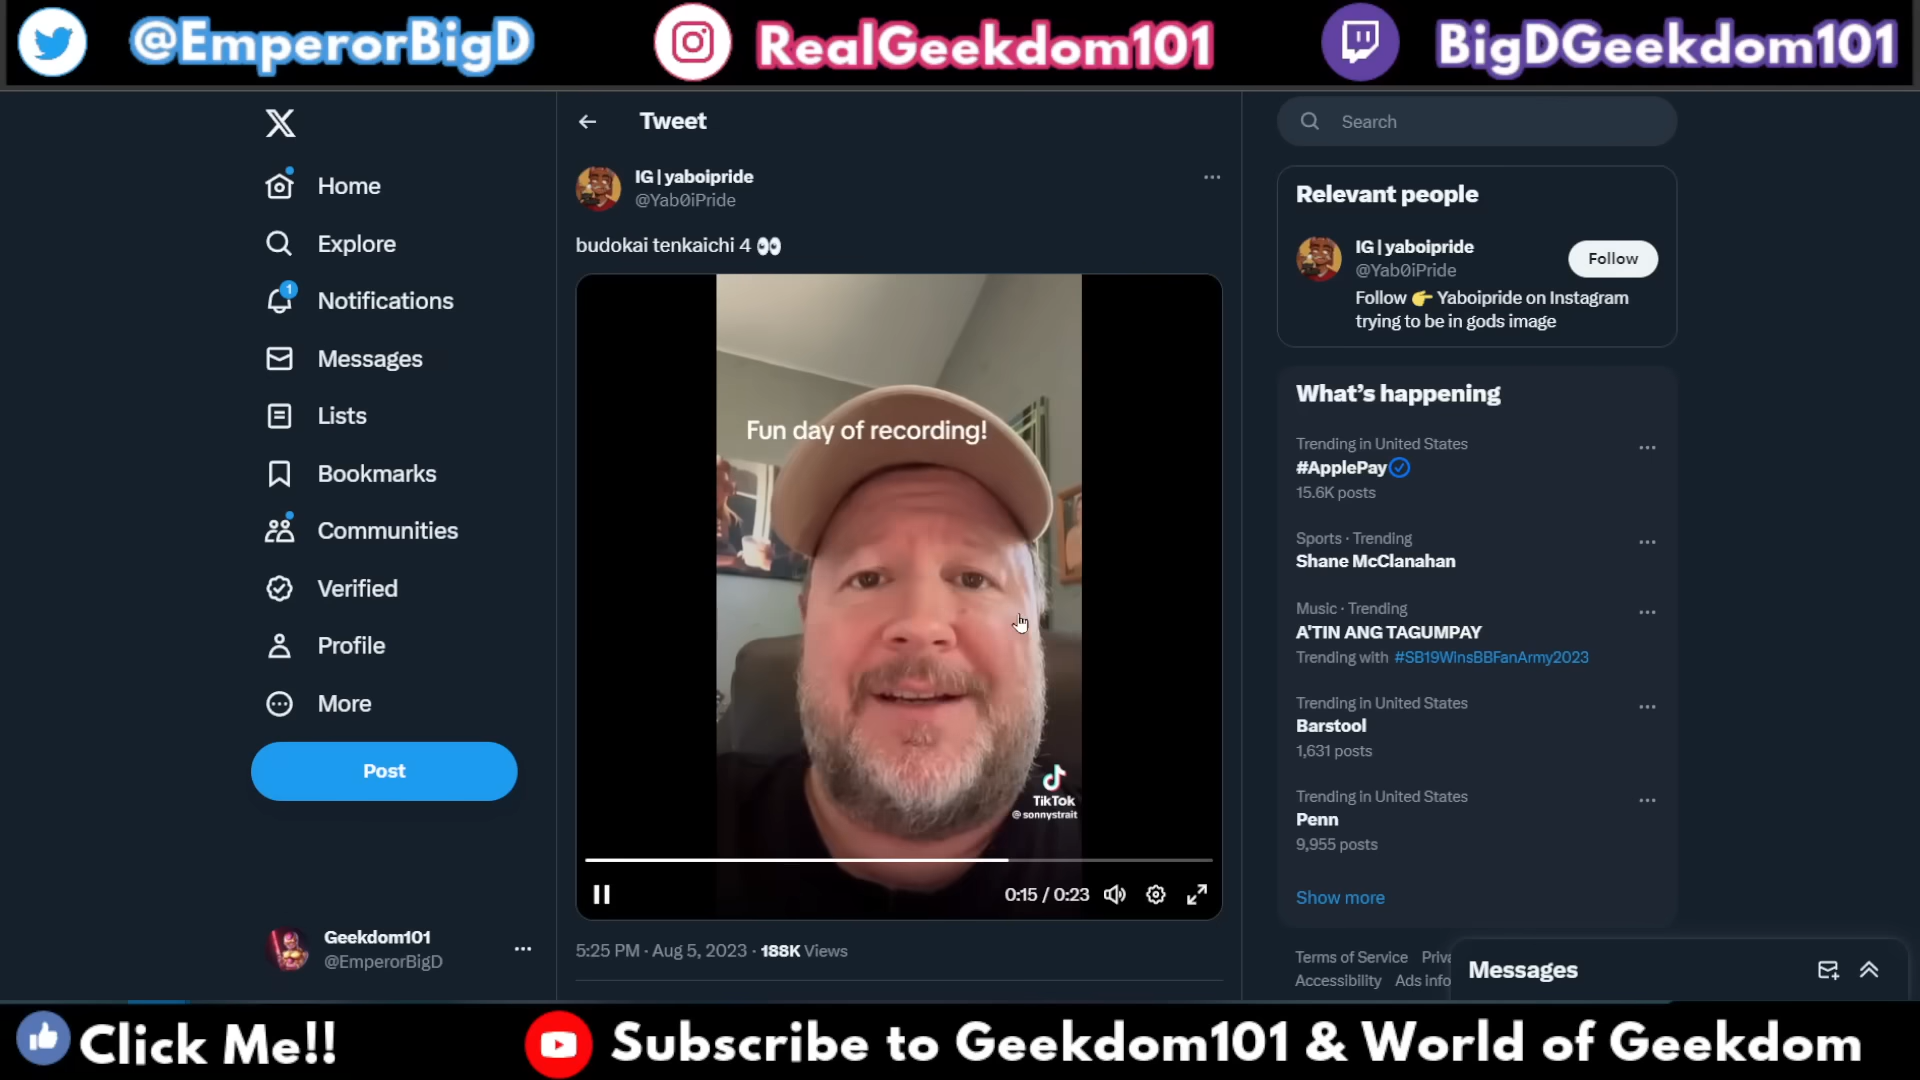 @EmperorBigD
RealGeekdom101
BigDGeekdom101
Home
Explore
1
Notifications
Messages
Lists
Bookmarks
Communities
Verified
Profile
More
Post
Geekdom101
@EmperorBigD
Tweet
IG | yaboipride
@Yab0iPride
budokai tenkaichi 4 👀
Fun day of recording!
TikTok
@sonnystrait
0:15 / 0:23
5:25 PM · Aug 5, 2023 · 188K Views
Search
Relevant people
IG | yaboipride
@Yab0iPride
Follow
Follow 👉 Yaboipride on Instagram
trying to be in gods image
What’s happening
Trending in United States
#ApplePay
15.6K posts
Sports · Trending
Shane McClanahan
Music · Trending
A'TIN ANG TAGUMPAY
Trending with #SB19WinsBBFanArmy2023
Trending in United States
Barstool
1,631 posts
Trending in United States
Penn
9,955 posts
Show more
Terms of Service
Accessibility
Messages
Click Me!!
Subscribe to Geekdom101 & World of Geekdom